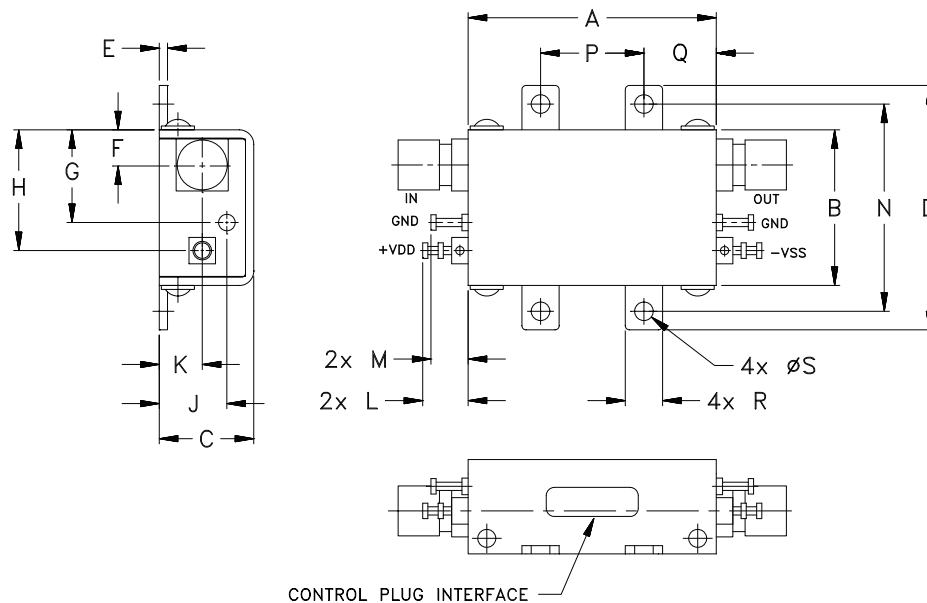 A
E
P
Q
F
G
H
IN
OUT
GND
GND
+VDD
-VSS
B
N
D
K
J
C
2x M
2x L
4x ØS
4x R
CONTROL PLUG INTERFACE